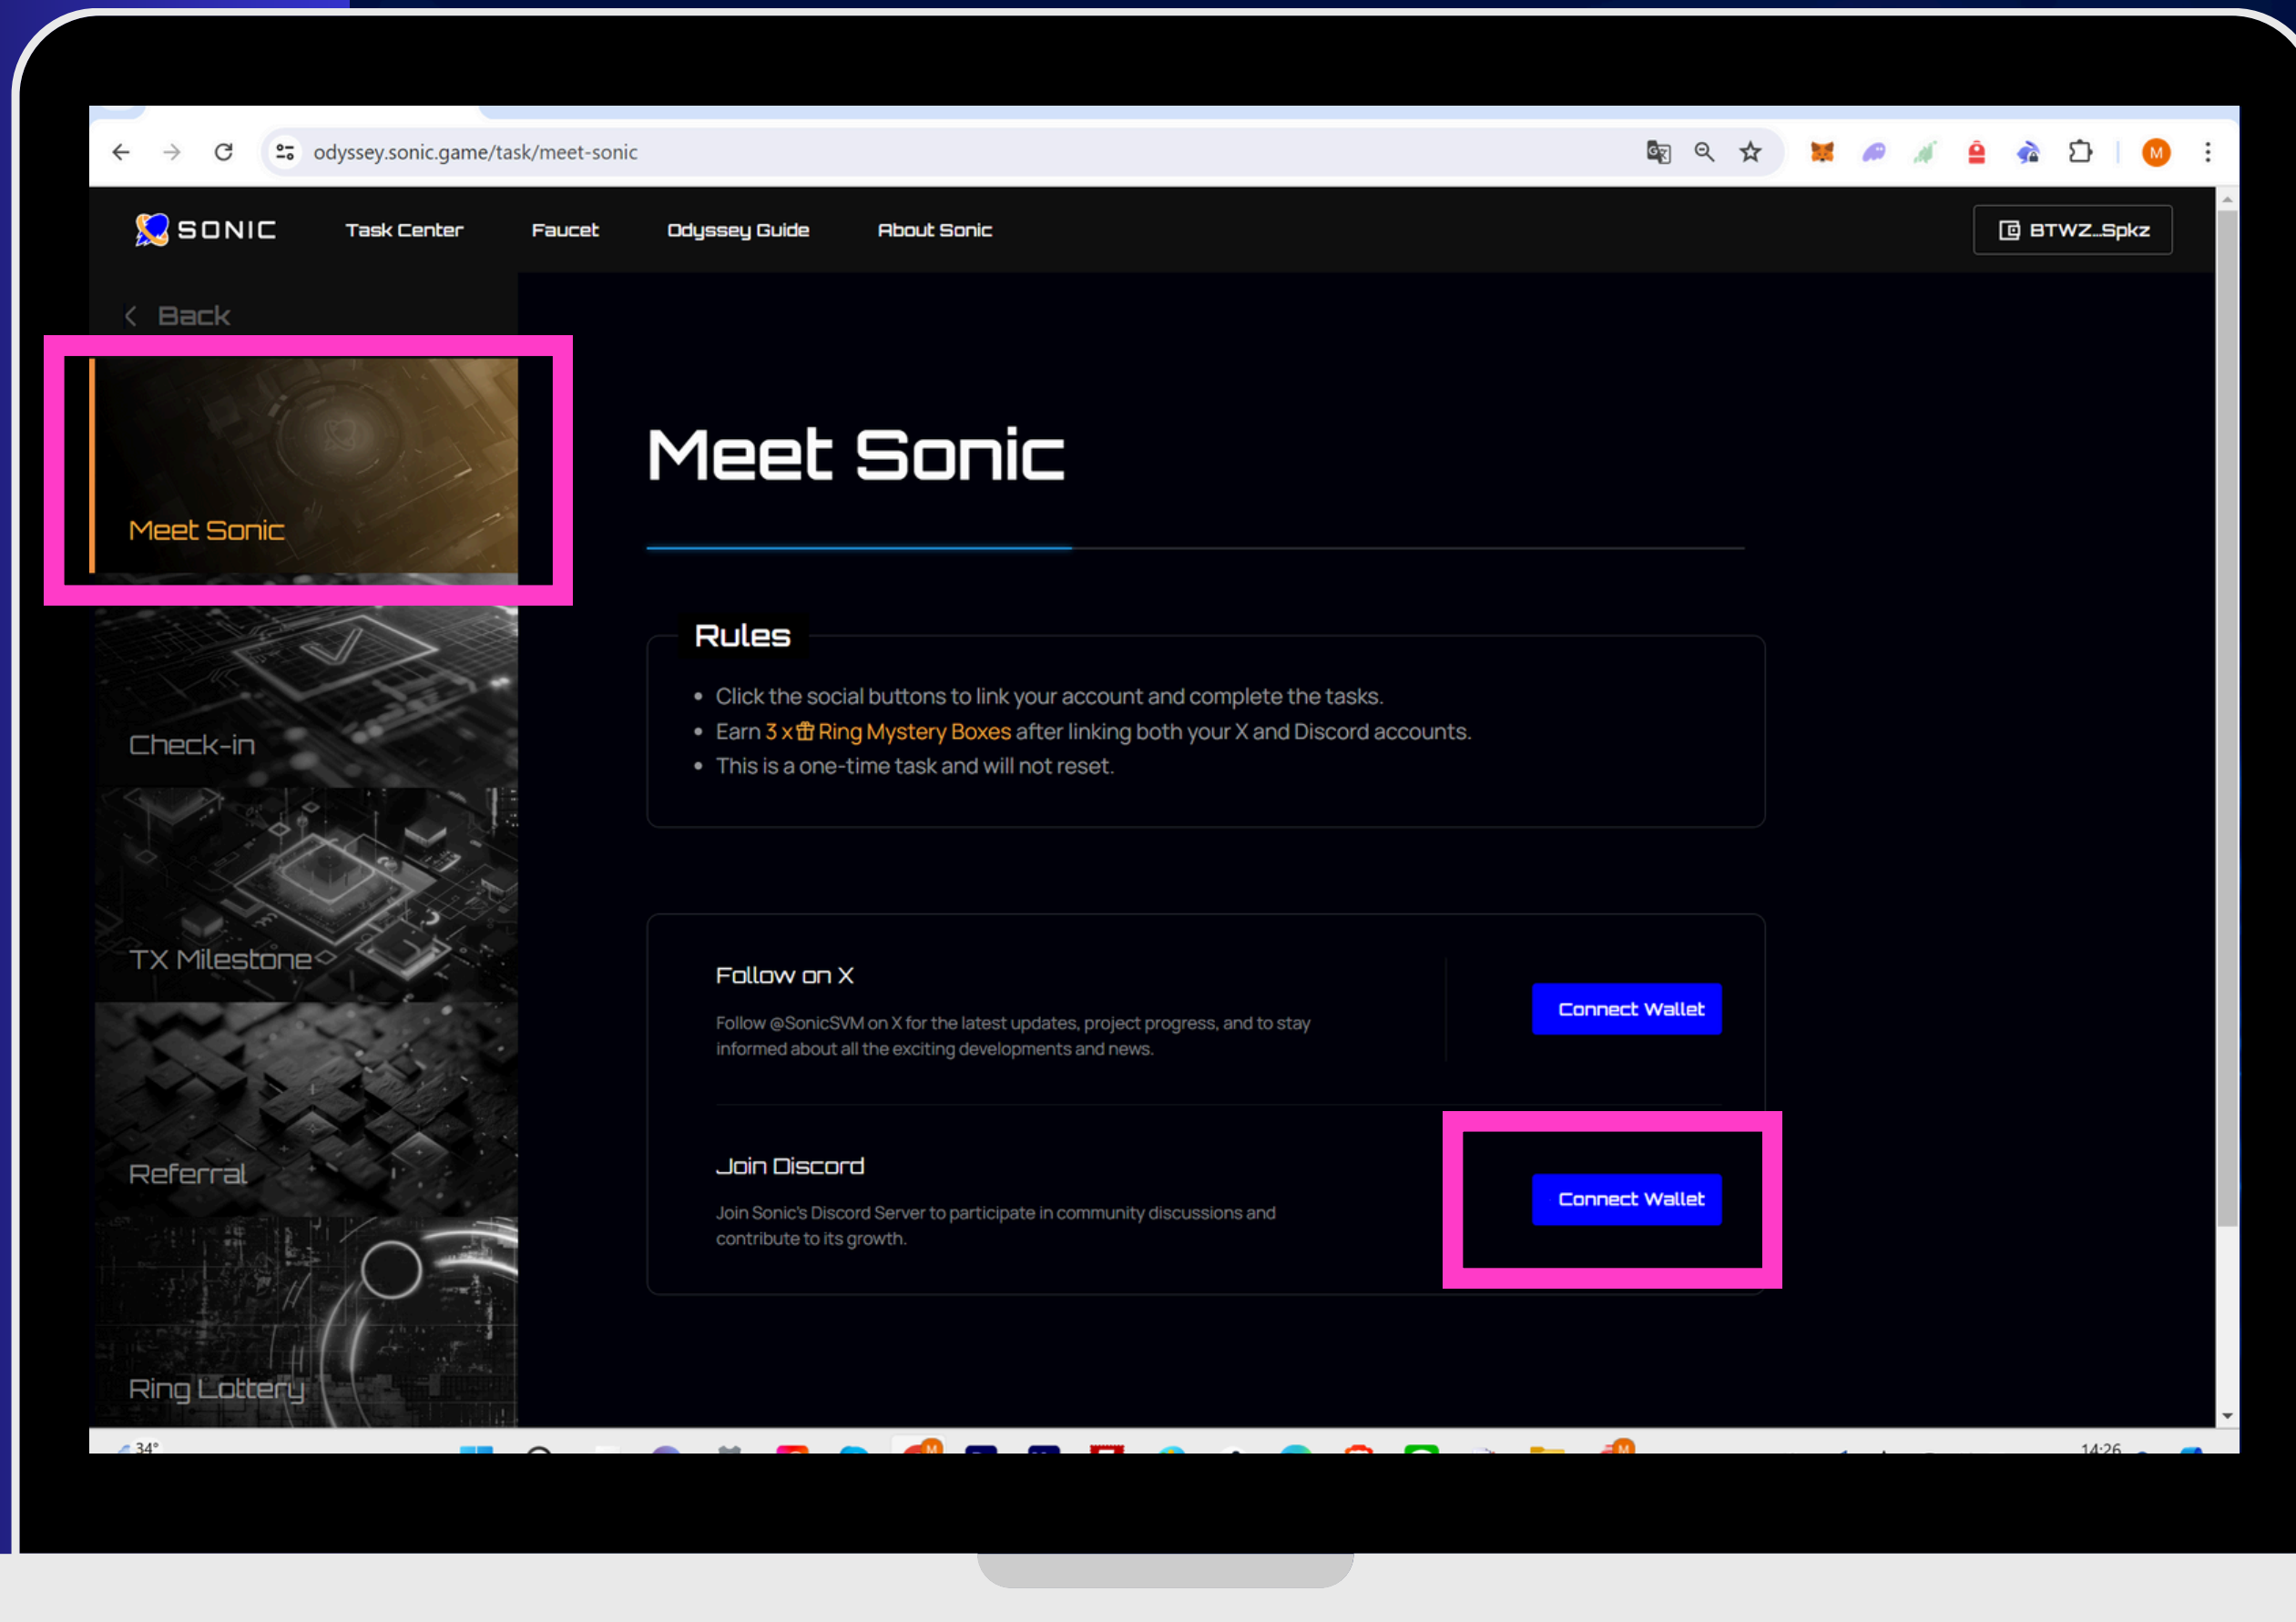 odyssey.sonic.game/task/meet-sonic
M
SONIC
Task Center
Faucet
Odyssey Guide
About Sonic
BTWZ...Spkz
Back
Meet Sonic
Check-in
TX Milestone
Referral
Ring Lottery
Meet Sonic
Rules
• Click the social buttons to link your account and complete the tasks.
• Earn 3 x Ring Mystery Boxes after linking both your X and Discord accounts.
• This is a one-time task and will not reset.
Follow on X
Follow @SonicSVM on X for the latest updates, project progress, and to stay
informed about all the exciting developments and news.
Connect Wallet
Join Discord
Join Sonic's Discord Server to participate in community discussions and
contribute to its growth.
Connect Wallet
34°
14:26